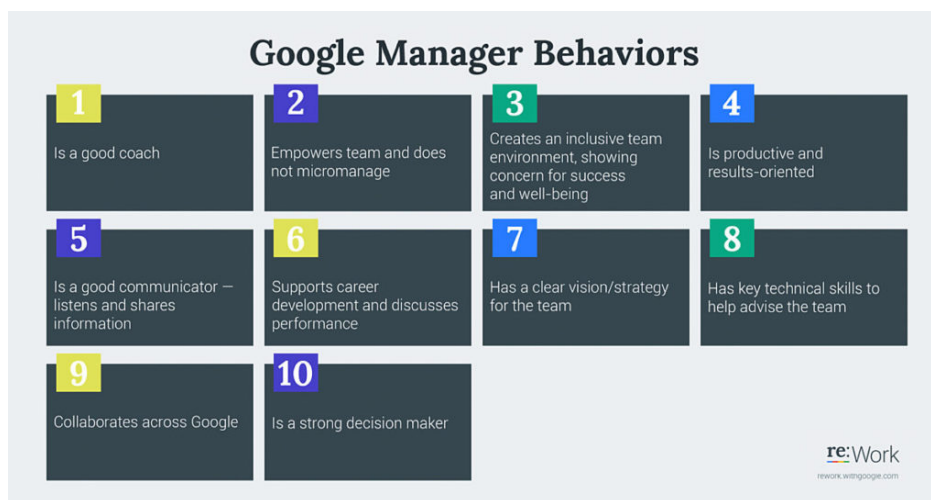 Google Manager Behaviors
1
Is a good coach
2
Empowers team and does
not micromanage
3
Creates an inclusive team
environment, showing
concern for success
and well-being
4
Is productive and
results-oriented
5
Is a good communicator —
listens and shares
information
6
Supports career
development and discusses
performance
7
Has a clear vision/strategy
for the team
8
Has key technical skills to
help advise the team
9
Collaborates across Google
10
Is a strong decision maker
re:Work
rework.withgoogle.com